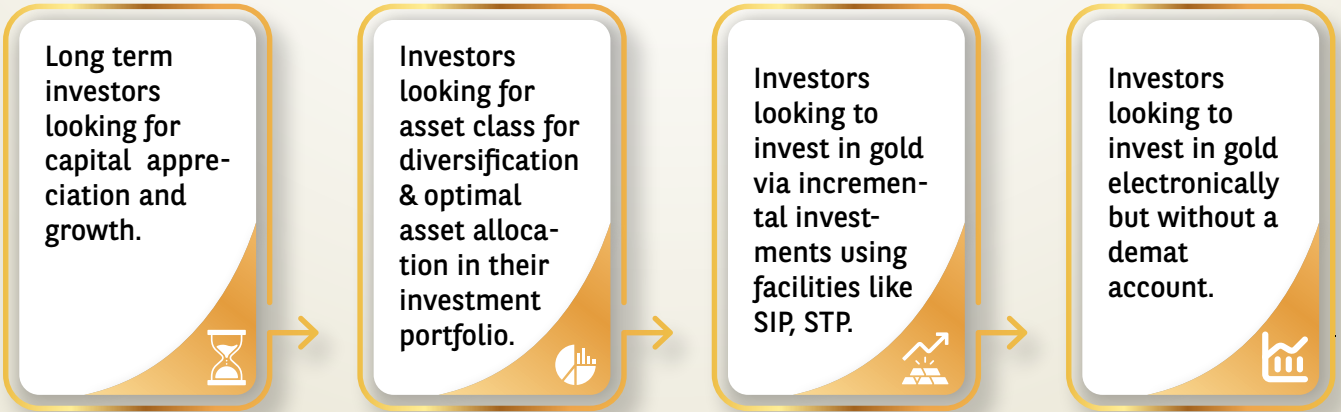 Long term
investors
looking for
capital appre-
ciation and
growth.
Investors
looking for
asset class for
diversification
& optimal
asset alloca-
tion in their
investment
portfolio.
Investors
looking to
invest in gold
via incremen-
tal invest-
ments using
facilities like
SIP, STP.
Investors
looking to
invest in gold
electronically
but without a
demat
account.